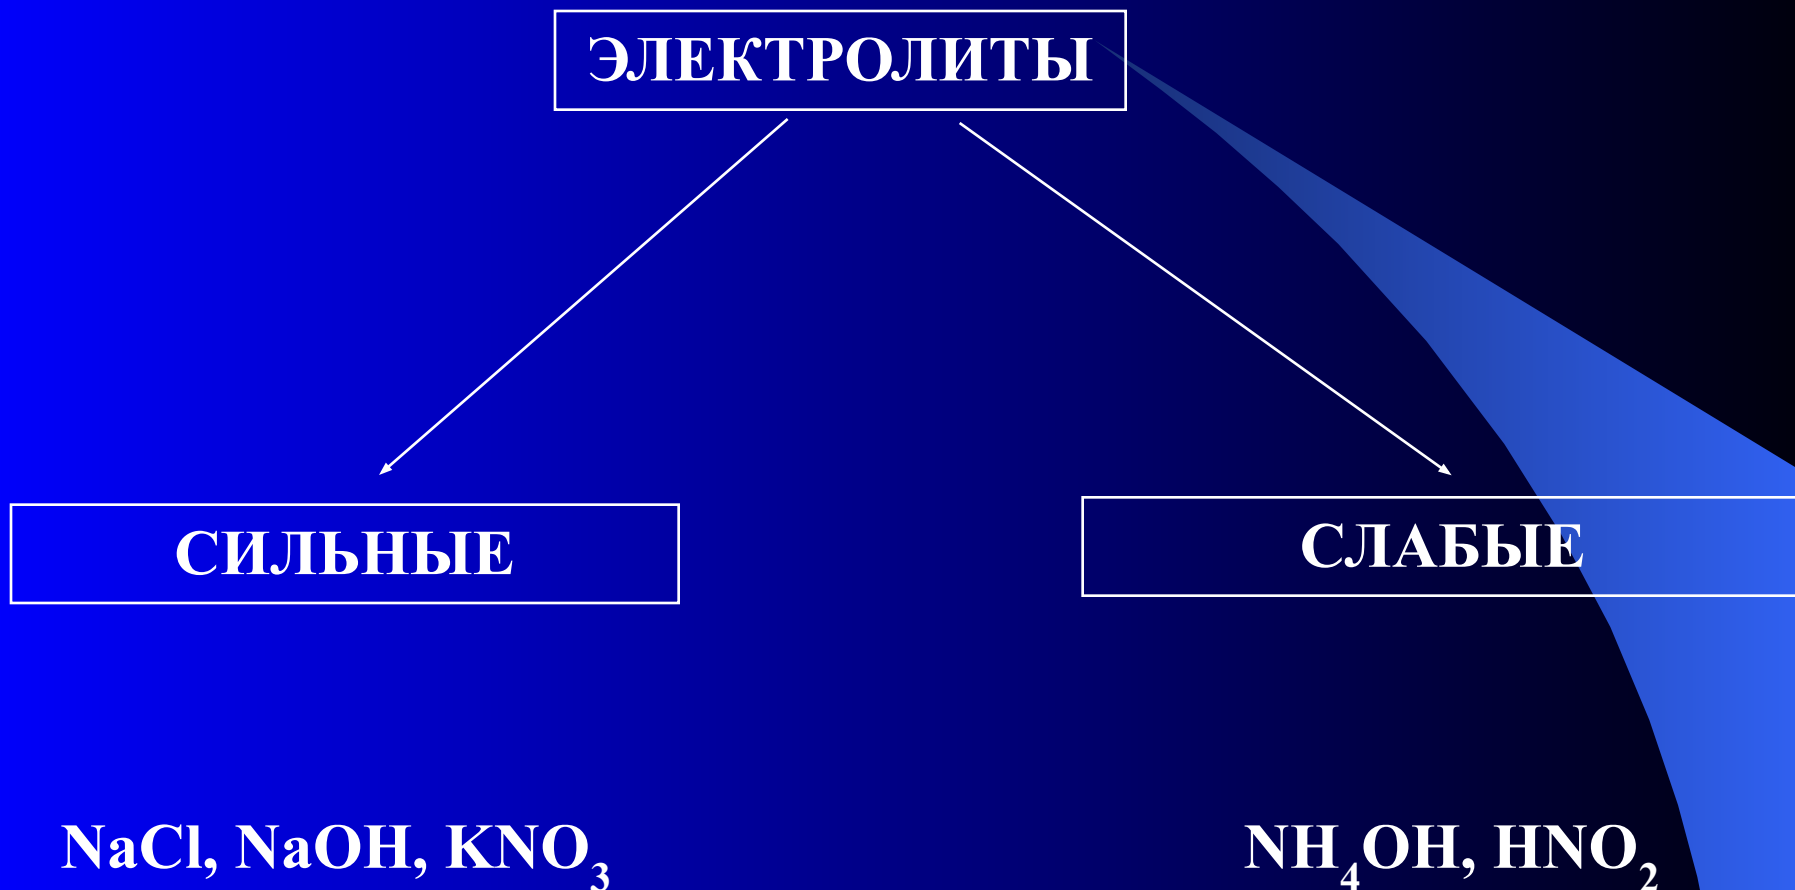 ЭЛЕКТРОЛИТЫ
СИЛЬНЫЕ
СЛАБЫЕ
NaCl, NaOH, KNO₃
NH₄OH, HNO₂